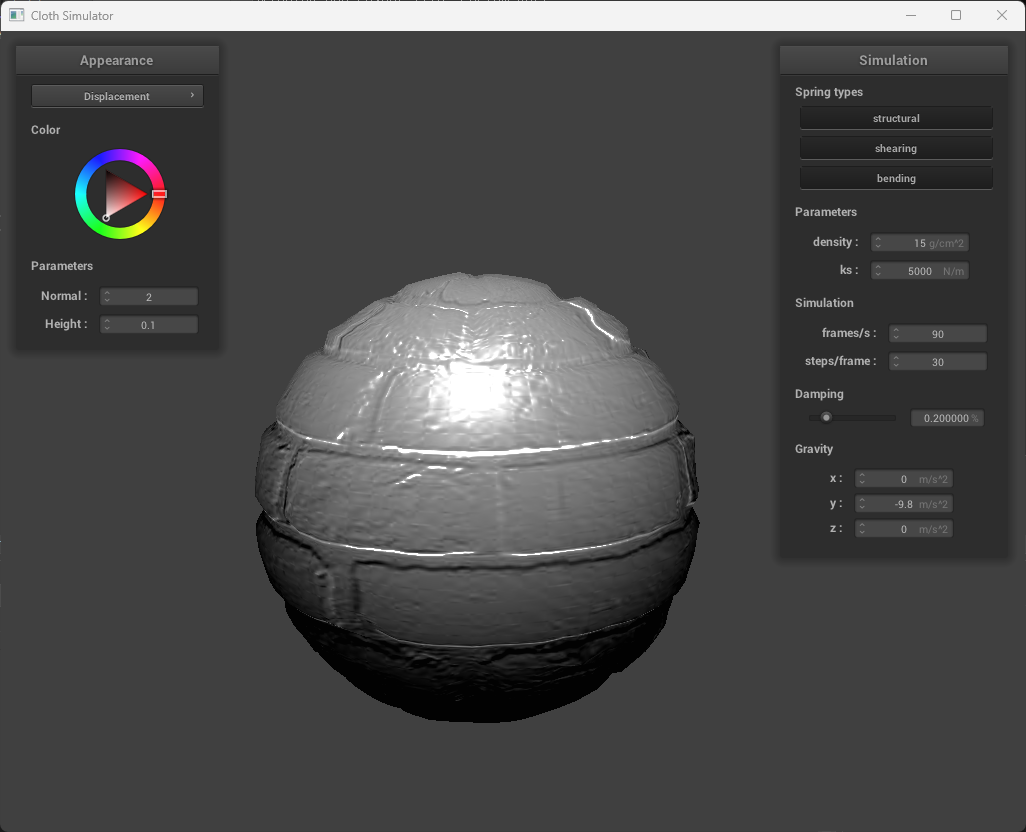 Cloth Simulator
Appearance
Displacement
Color
Parameters
Normal : 2
Height : 0.1
Simulation
Spring types
structural
shearing
bending
Parameters
density : 15 g/cm^2
ks : 5000 N/m
Simulation
frames/s : 90
steps/frame : 30
Damping
0.200000 %
Gravity
x : 0 m/s^2
y : -9.8 m/s^2
z : 0 m/s^2